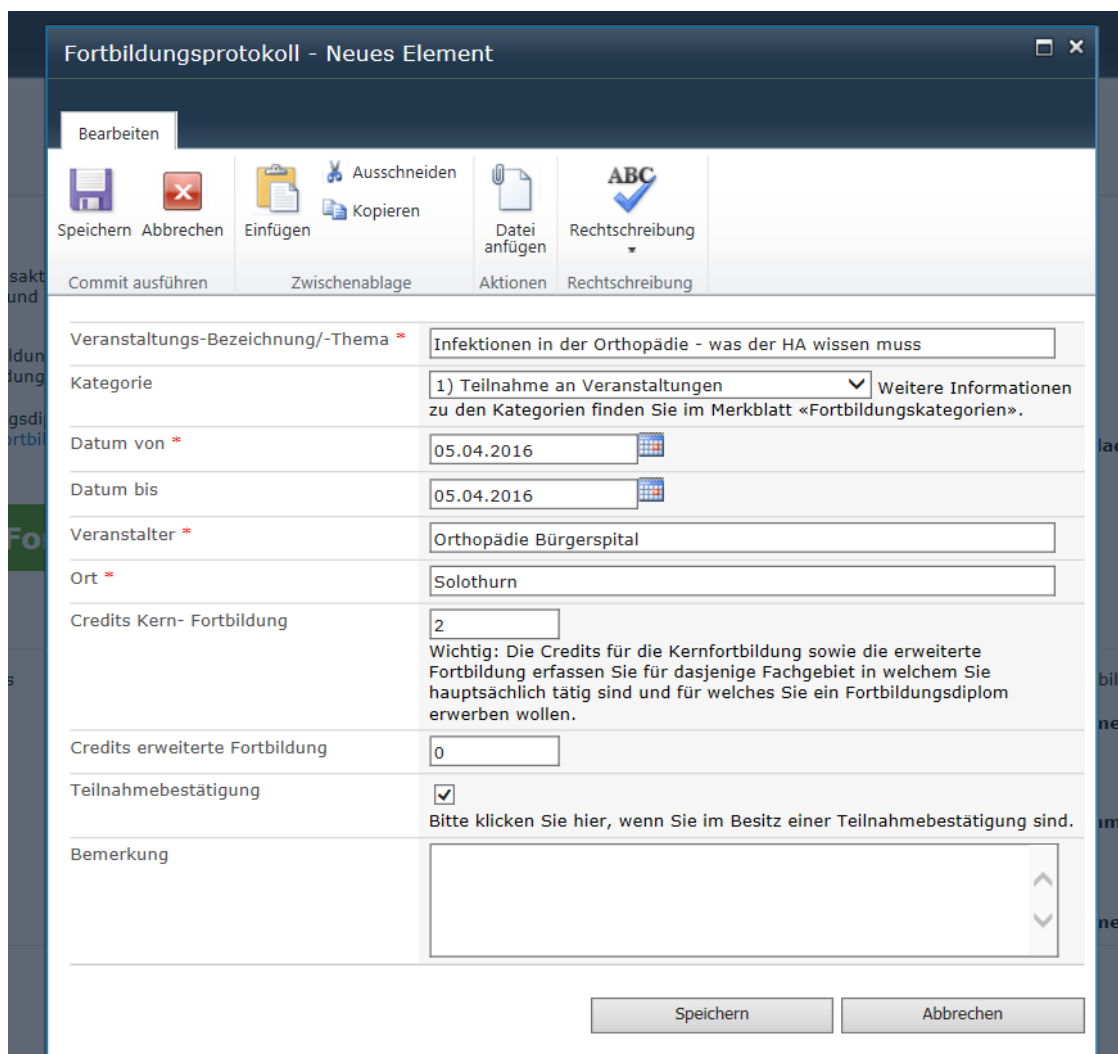 Fortbildungsprotokoll - Neues Element
Bearbeiten
Speichern Abbrechen Einfügen Ausschneiden Kopieren Datei anfügen ABC Rechtschreibung
Commit ausführen Zwischenablage Aktionen Rechtschreibung
sakt
und
Veranstaltungs-Bezeichnung/-Thema * Infektionen in der Orthopädie - was der HA wissen muss
Kategorie 1) Teilnahme an Veranstaltungen Weitere Informationen
zu den Kategorien finden Sie im Merkblatt «Fortbildungskategorien».
Datum von * 05.04.2016
Datum bis 05.04.2016
Veranstalter * Orthopädie Bürgerspital
Ort * Solothurn
Credits Kern- Fortbildung 2
Wichtig: Die Credits für die Kernfortbildung sowie die erweiterte
Fortbildung erfassen Sie für dasjenige Fachgebiet in welchem Sie
hauptsächlich tätig sind und für welches Sie ein Fortbildungsdiplom
erwerben wollen.
Credits erweiterte Fortbildung 0
Teilnahmebestätigung
Bitte klicken Sie hier, wenn Sie im Besitz einer Teilnahmebestätigung sind.
Bemerkung
Speichern Abbrechen